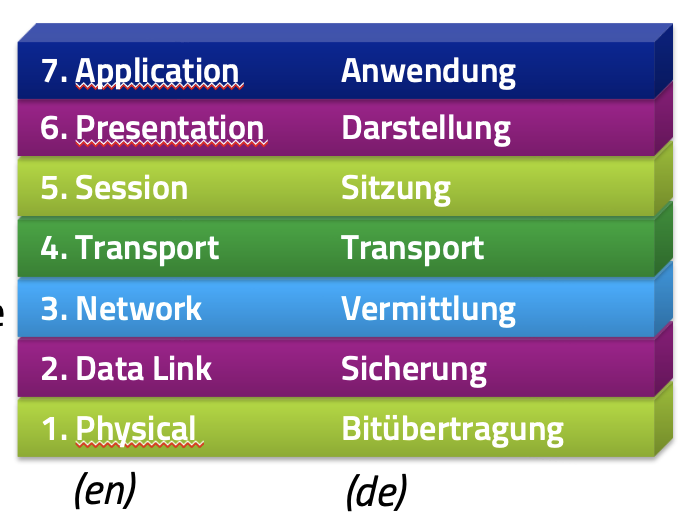 7. Application Anwendung
6. Presentation Darstellung
5. Session Sitzung
4. Transport Transport
e
3. Network Vermittlung
2. Data Link Sicherung
1. Physical Bitübertragung
(en) (de)